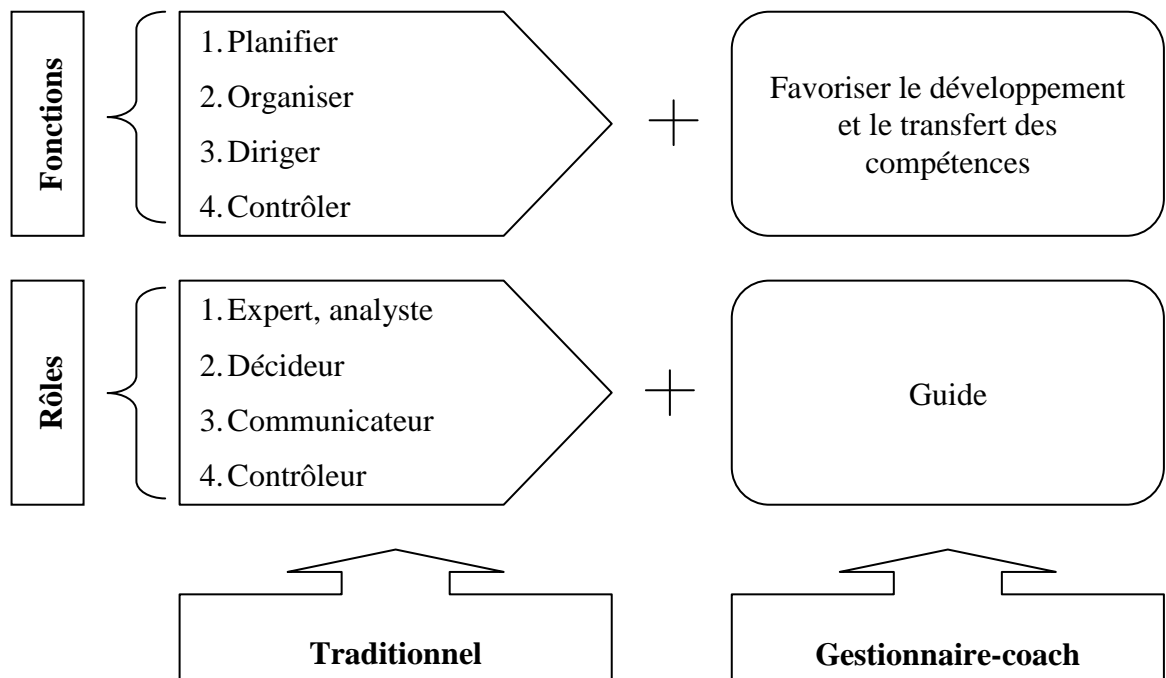 Fonctions
1. Planifier
2. Organiser
3. Diriger
4. Contrôler
+
Favoriser le développement
et le transfert des
compétences
Rôles
1. Expert, analyste
2. Décideur
3. Communicateur
4. Contrôleur
+
Guide
Traditionnel
Gestionnaire-coach